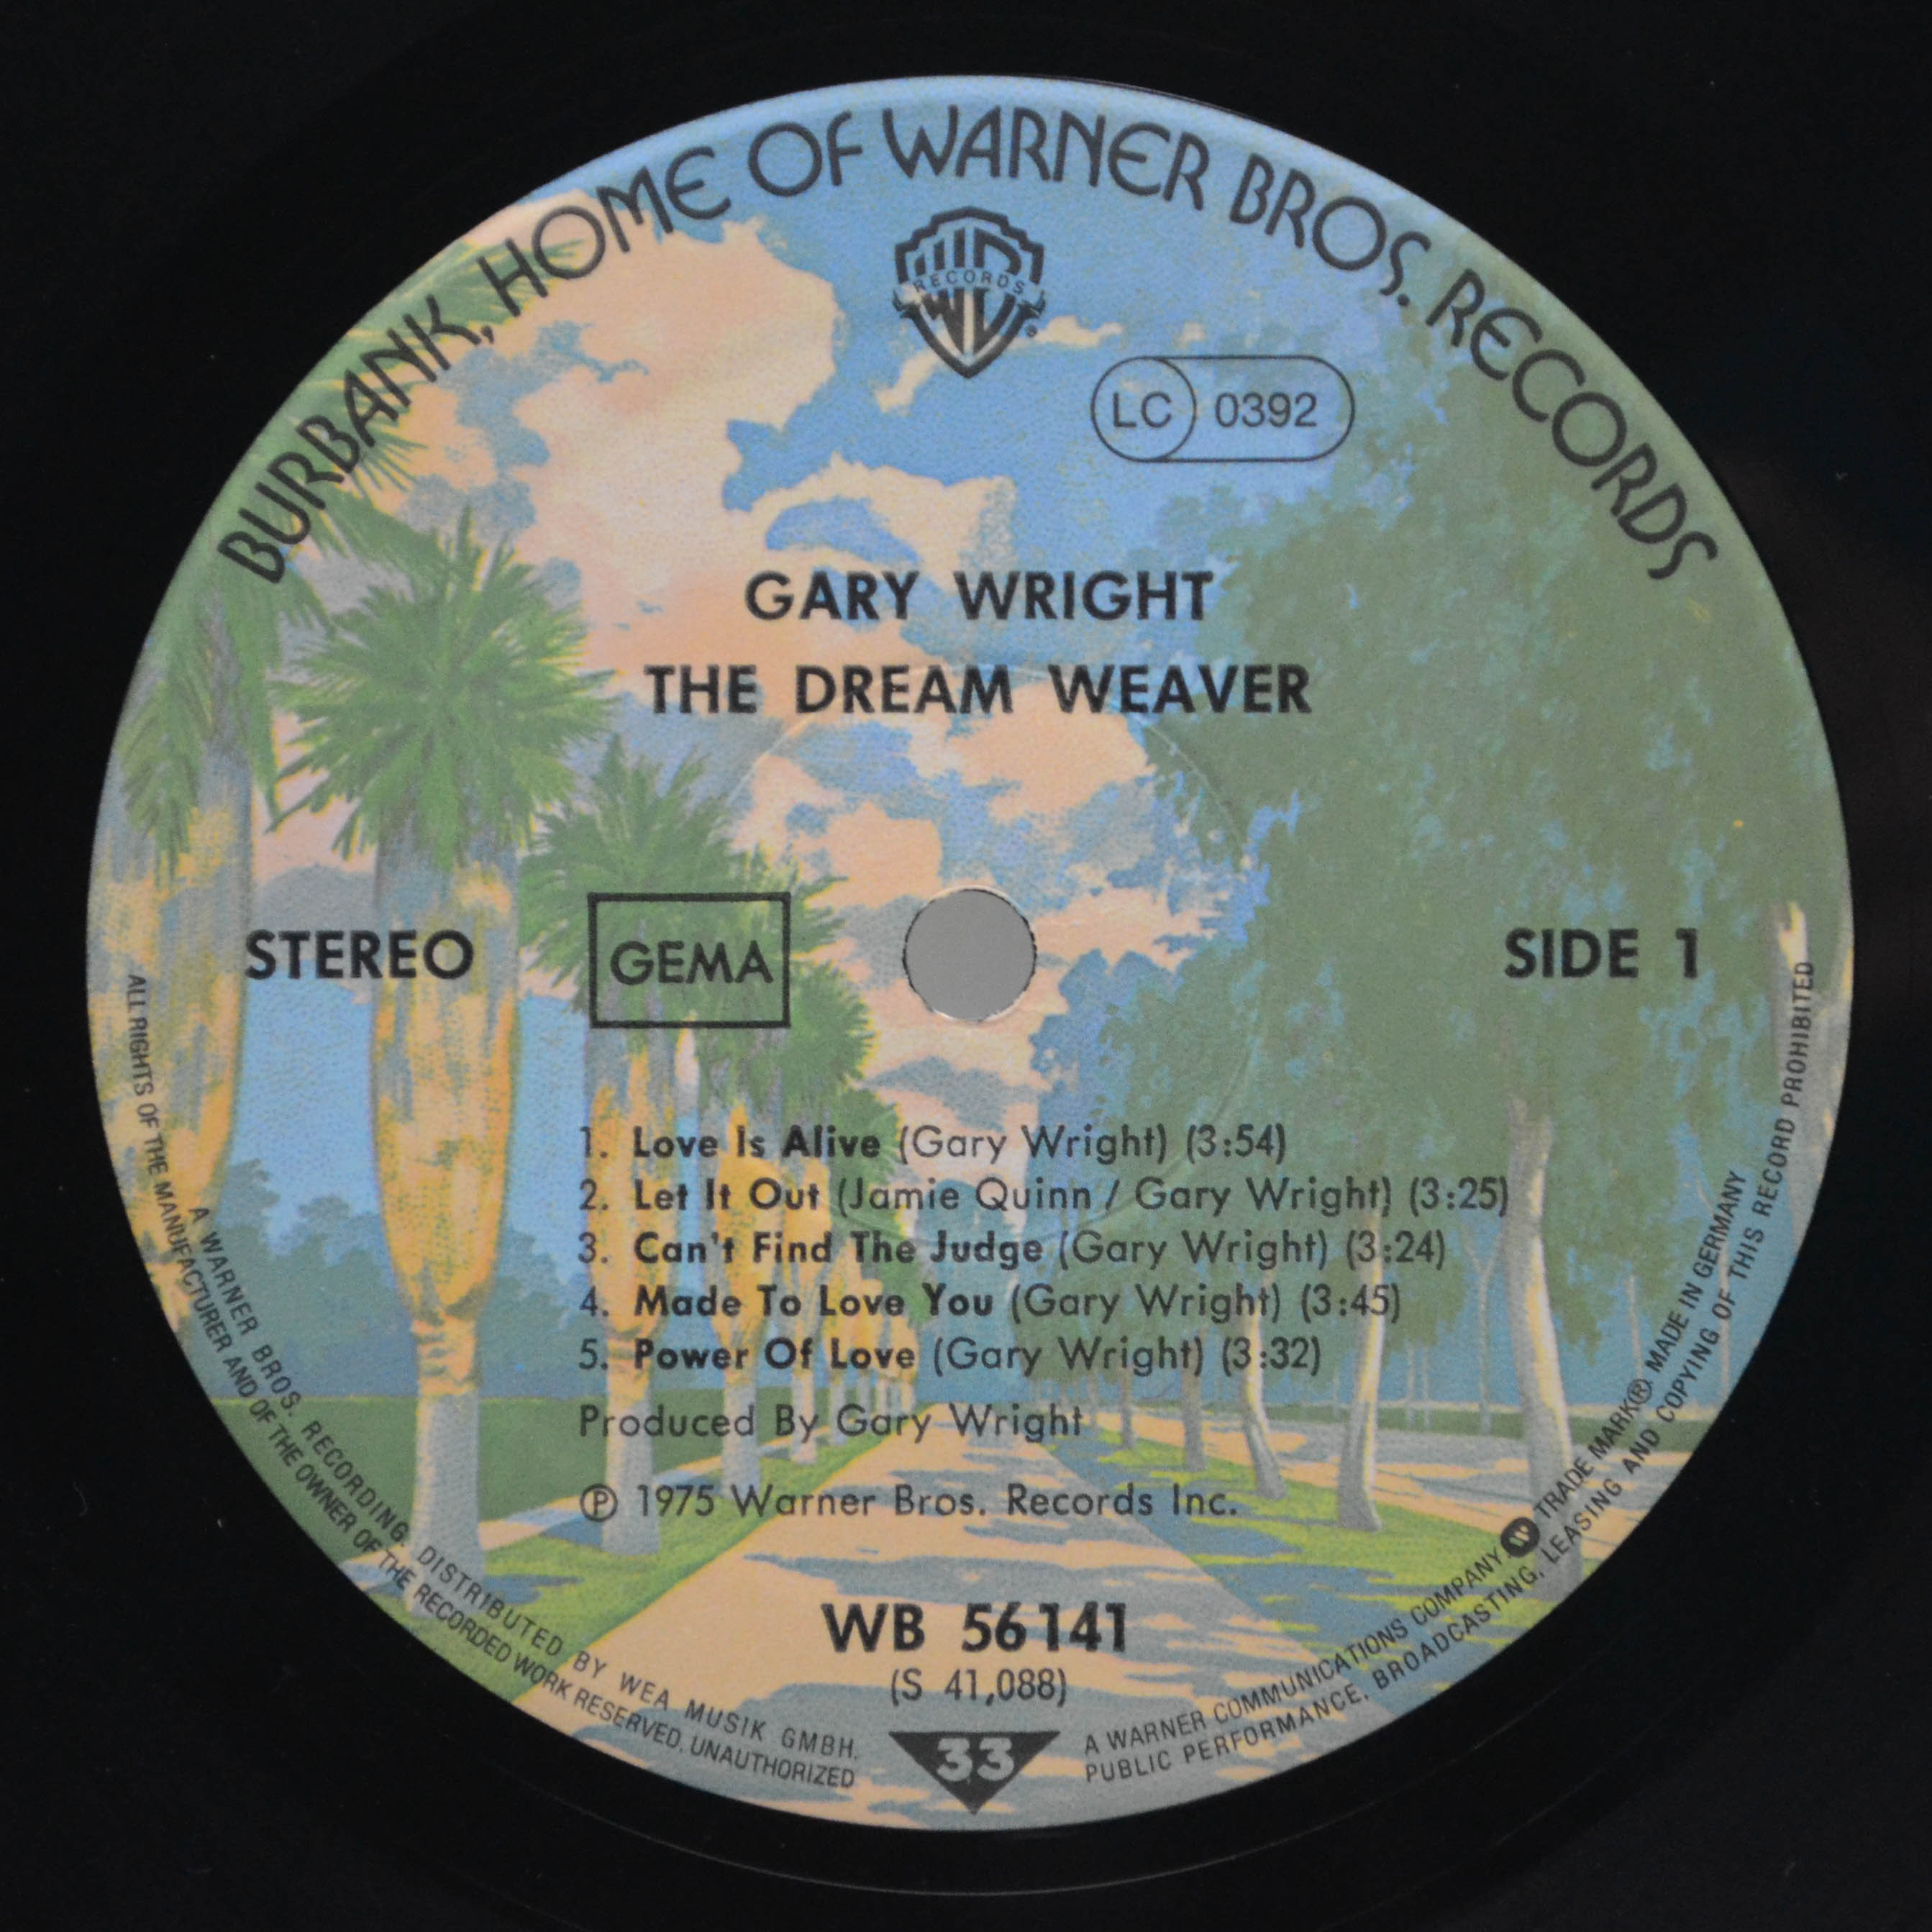 BURBANK, HOME OF WARNER BROS. RECORDS
WB
RECORDS
LC 0392
GARY WRIGHT
THE DREAM WEAVER
STEREO
GEMA
SIDE 1
1. Love Is Alive (Gary Wright) (3:54)
2. Let It Out (Jamie Quinn / Gary Wright) (3:25)
3. Can't Find The Judge (Gary Wright) (3:24)
4. Made To Love You (Gary Wright) (3:45)
5. Power Of Love (Gary Wright) (3:32)
Produced By Gary Wright
℗ 1975 Warner Bros. Records Inc.
WB 56141
(S 41,088)
33
A WARNER BROS. RECORDING. DISTRIBUTED BY WEA MUSIK GMBH. A WARNER COMMUNICATIONS COMPANY. W TRADE MARK® MADE IN GERMANY
ALL RIGHTS OF THE MANUFACTURER AND OF THE OWNER OF THE RECORDED WORK RESERVED. UNAUTHORIZED PUBLIC PERFORMANCE, BROADCASTING, LEASING AND COPYING OF THIS RECORD PROHIBITED